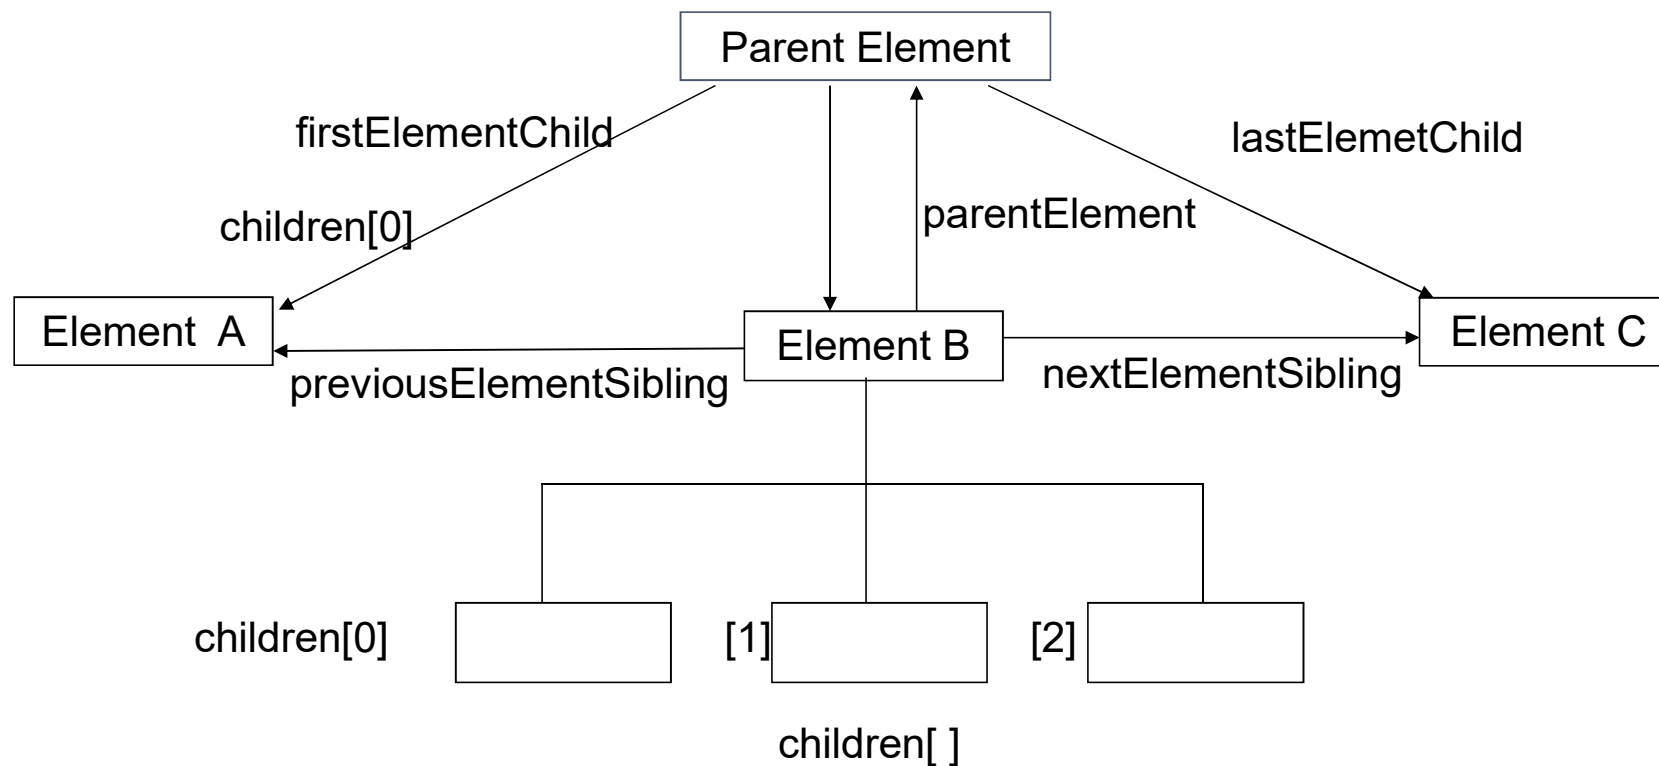 Parent Element
firstElementChild
lastElemetChild
children[0]
parentElement
Element  A
Element B
Element C
previousElementSibling
nextElementSibling
children[0]
[1]
[2]
children[ ]